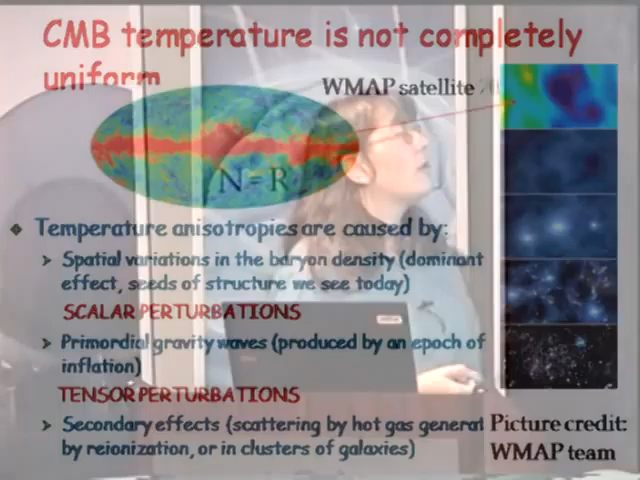 CMB temperature is not completely
uniform
WMAP satellite
N = R
Temperature anisotropies are caused by:
Spatial variations in the baryon density (dominant
effect, seeds of structure we see today)
SCALAR PERTURBATIONS
Primordial gravity waves (produced by an epoch of
inflation)
TENSOR PERTURBATIONS
Secondary effects (scattering by hot gas generat
by reionization, or in clusters of galaxies)
Picture credit:
WMAP team